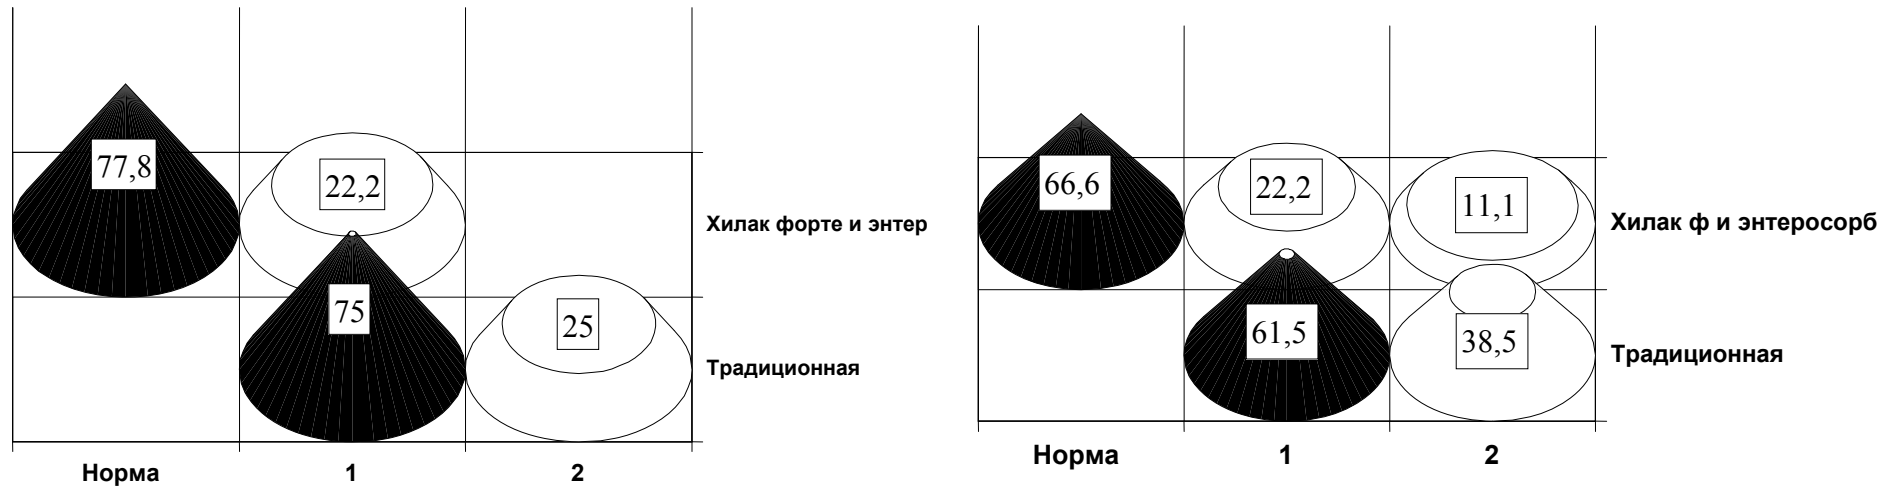 77,8
22,2
Хилак форте и энтер
75
25
Традиционная
Норма 1 2
66,6
22,2
11,1
Хилак ф и энтеросорб
61,5
38,5
Традиционная
Норма 1 2